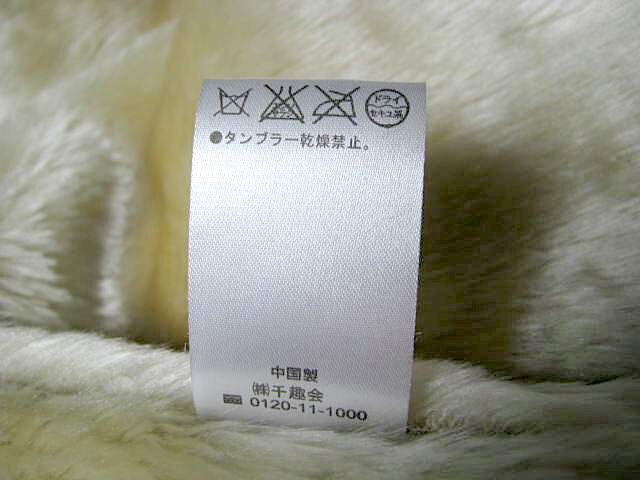 ドライ
セキユ系
●タンブラー乾燥禁止。
中国製
㈱千趣会
0120-11-1000